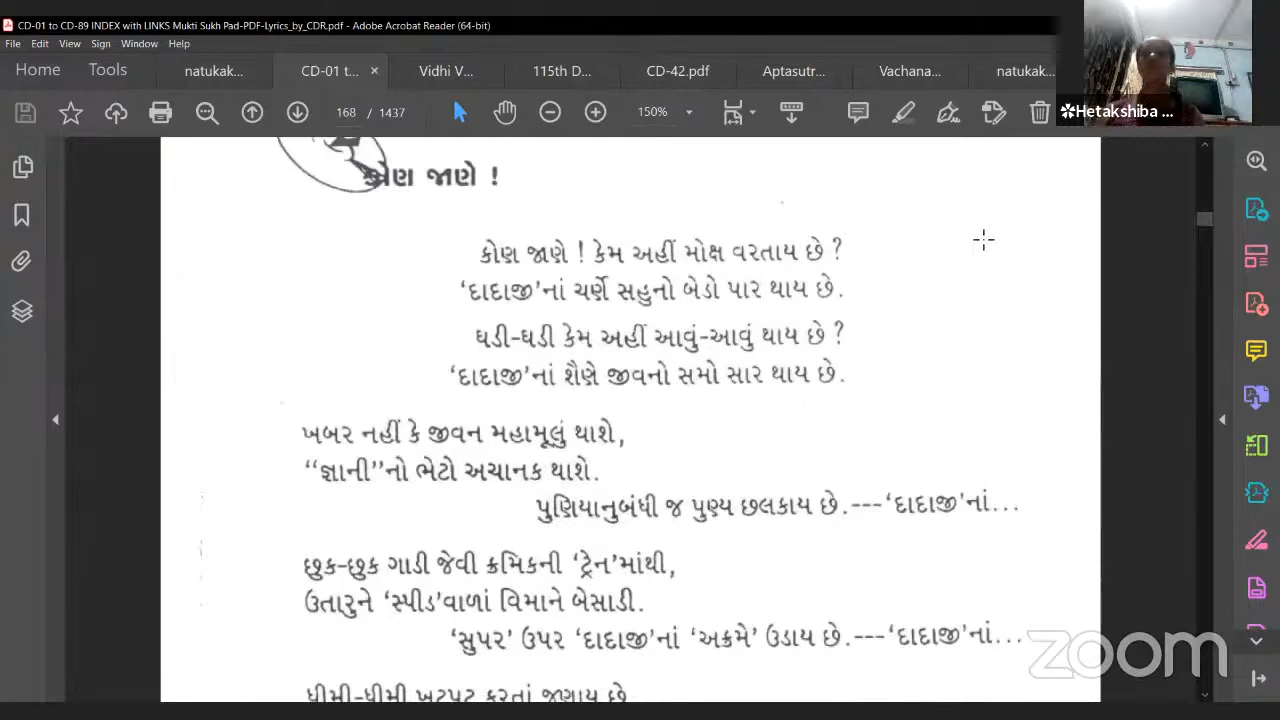 CD-01 to CD-89 INDEX with LINKS Mukti Sukh Pad-PDF-Lyrics_by_CDR.pdf - Adobe Acrobat Reader (64-bit)
File Edit View Sign Window Help
Home Tools natukak... CD-01 t... × Vidhi V... 115th D... CD-42.pdf Aptasutr... Vachana... natukak...
168 / 1437 150%
Hetakshiba ...
કોણ જાણે !
કોણ જાણે ! કેમ અહીં મોક્ષ વરતાય છે ?
‘દાદાજી’નાં ચર્ણે સહુનો બેડો પાર થાય છે.
ઘડી-ઘડી કેમ અહીં આવું-આવું થાય છે ?
‘દાદાજી’નાં શૈણે જીવનો સમો સાર થાય છે.
ખબર નહીં કે જીવન મહામૂલું થાશે,
“જ્ઞાની”નો ભેટો અચાનક થાશે.
પુણિયાનુબંધી જ પુણ્ય છલકાય છે.---‘દાદાજી’નાં...
છુક-છુક ગાડી જેવી ક્રમિકની ‘ટ્રેન’માંથી,
ઉતારુને ‘સ્પીડ’વાળાં વિમાને બેસાડી.
‘સુપર’ ઉપર ‘દાદાજી’નાં ‘અક્રમે’ ઉડાય છે.---‘દાદાજી’નાં...
ધીમી-ધીમી ખટપટ કરતાં જણાય છે
zoom